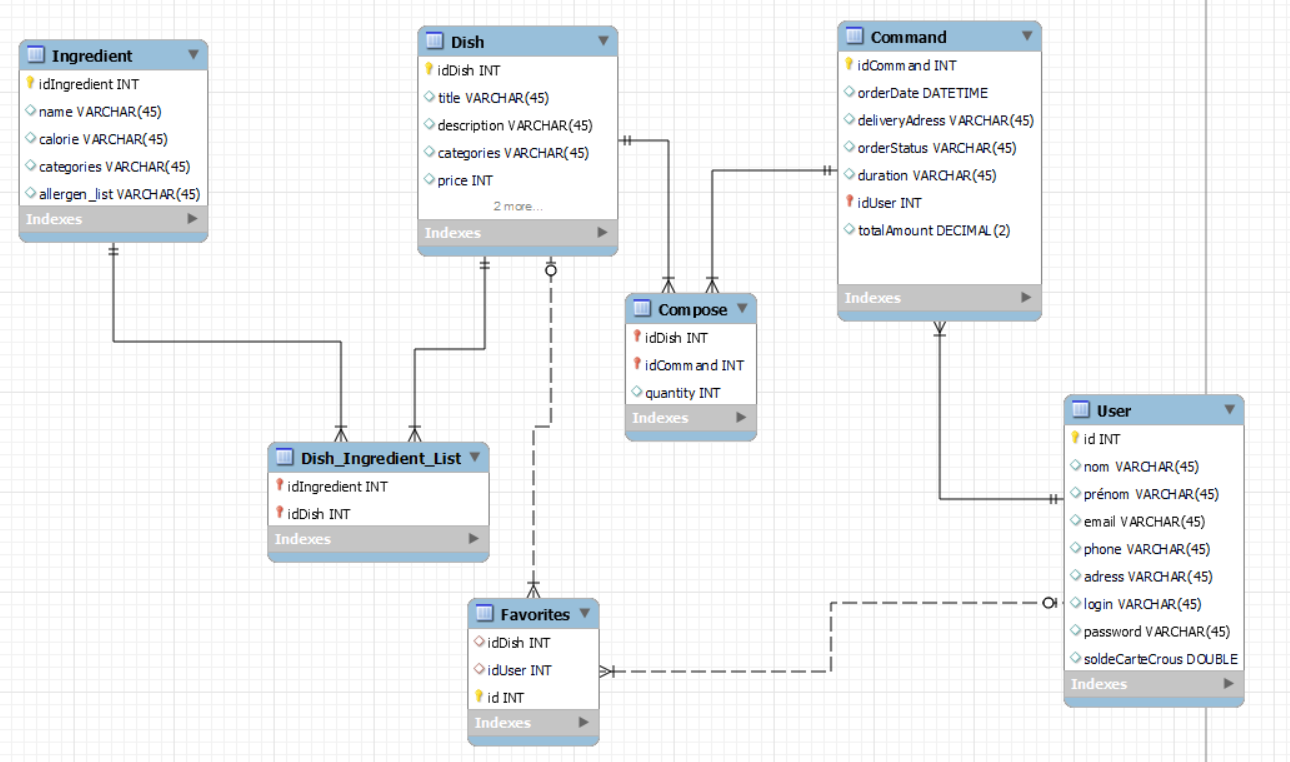 Ingredient
idIngredient INT
name VARCHAR(45)
calorie VARCHAR(45)
categories VARCHAR(45)
allergen_list VARCHAR(45)
Indexes
Dish
idDish INT
title VARCHAR(45)
description VARCHAR(45)
categories VARCHAR(45)
price INT
2 more...
Indexes
Command
idCommand INT
orderDate DATETIME
deliveryAdress VARCHAR(45)
orderStatus VARCHAR(45)
duration VARCHAR(45)
idUser INT
totalAmount DECIMAL(2)
Indexes
Compose
idDish INT
idCommand INT
quantity INT
Indexes
User
id INT
nom VARCHAR(45)
prénom VARCHAR(45)
email VARCHAR(45)
phone VARCHAR(45)
adress VARCHAR(45)
login VARCHAR(45)
password VARCHAR(45)
soldeCarteCrous DOUBLE
Indexes
Dish_Ingredient_List
idIngredient INT
idDish INT
Indexes
Favorites
idDish INT
idUser INT
id INT
Indexes